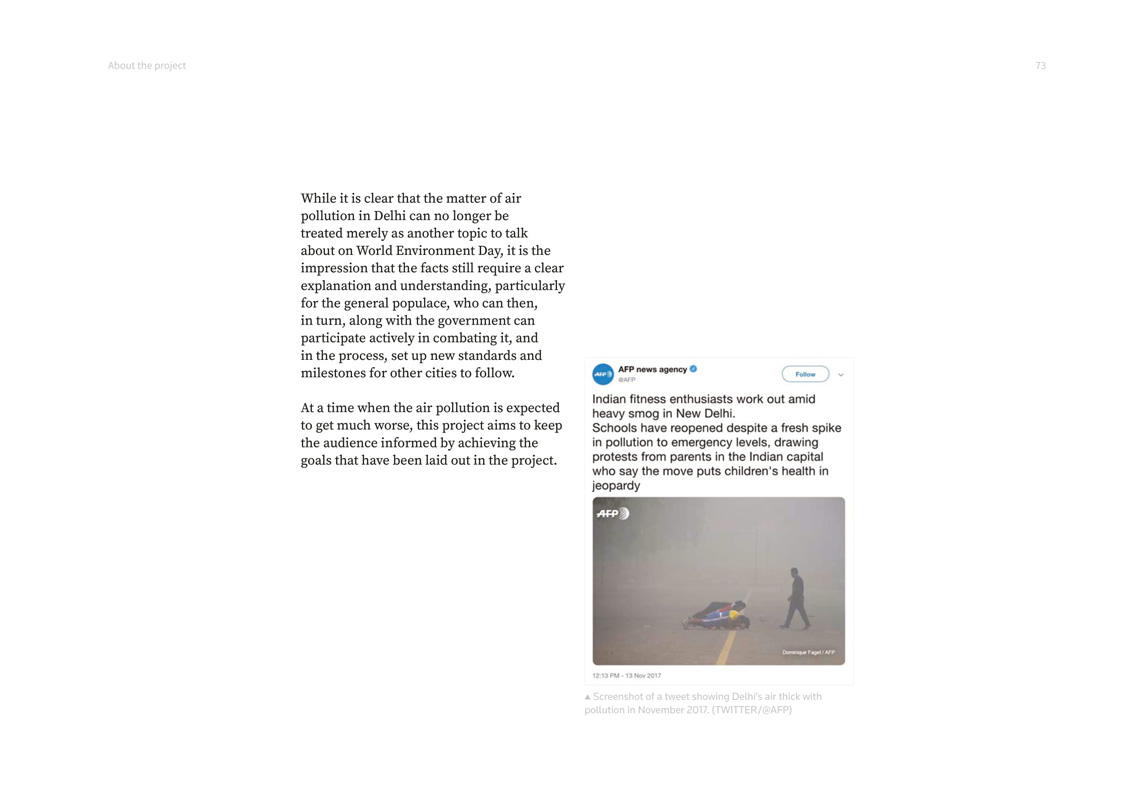 About the project
73
While it is clear that the matter of air
pollution in Delhi can no longer be
treated merely as another topic to talk
about on World Environment Day, it is the
impression that the facts still require a clear
explanation and understanding, particularly
for the general populace, who can then,
in turn, along with the government can
participate actively in combating it, and
in the process, set up new standards and
milestones for other cities to follow.
At a time when the air pollution is expected
to get much worse, this project aims to keep
the audience informed by achieving the
goals that have been laid out in the project.
AFP
AFP news agency
@AFP
Follow
Indian fitness enthusiasts work out amid
heavy smog in New Delhi.
Schools have reopened despite a fresh spike
in pollution to emergency levels, drawing
protests from parents in the Indian capital
who say the move puts children's health in
jeopardy
AFP
Dominique Faget / AFP
12:13 PM - 13 Nov 2017
▲ Screenshot of a tweet showing Delhi's air thick with
pollution in November 2017. (TWITTER/@AFP)